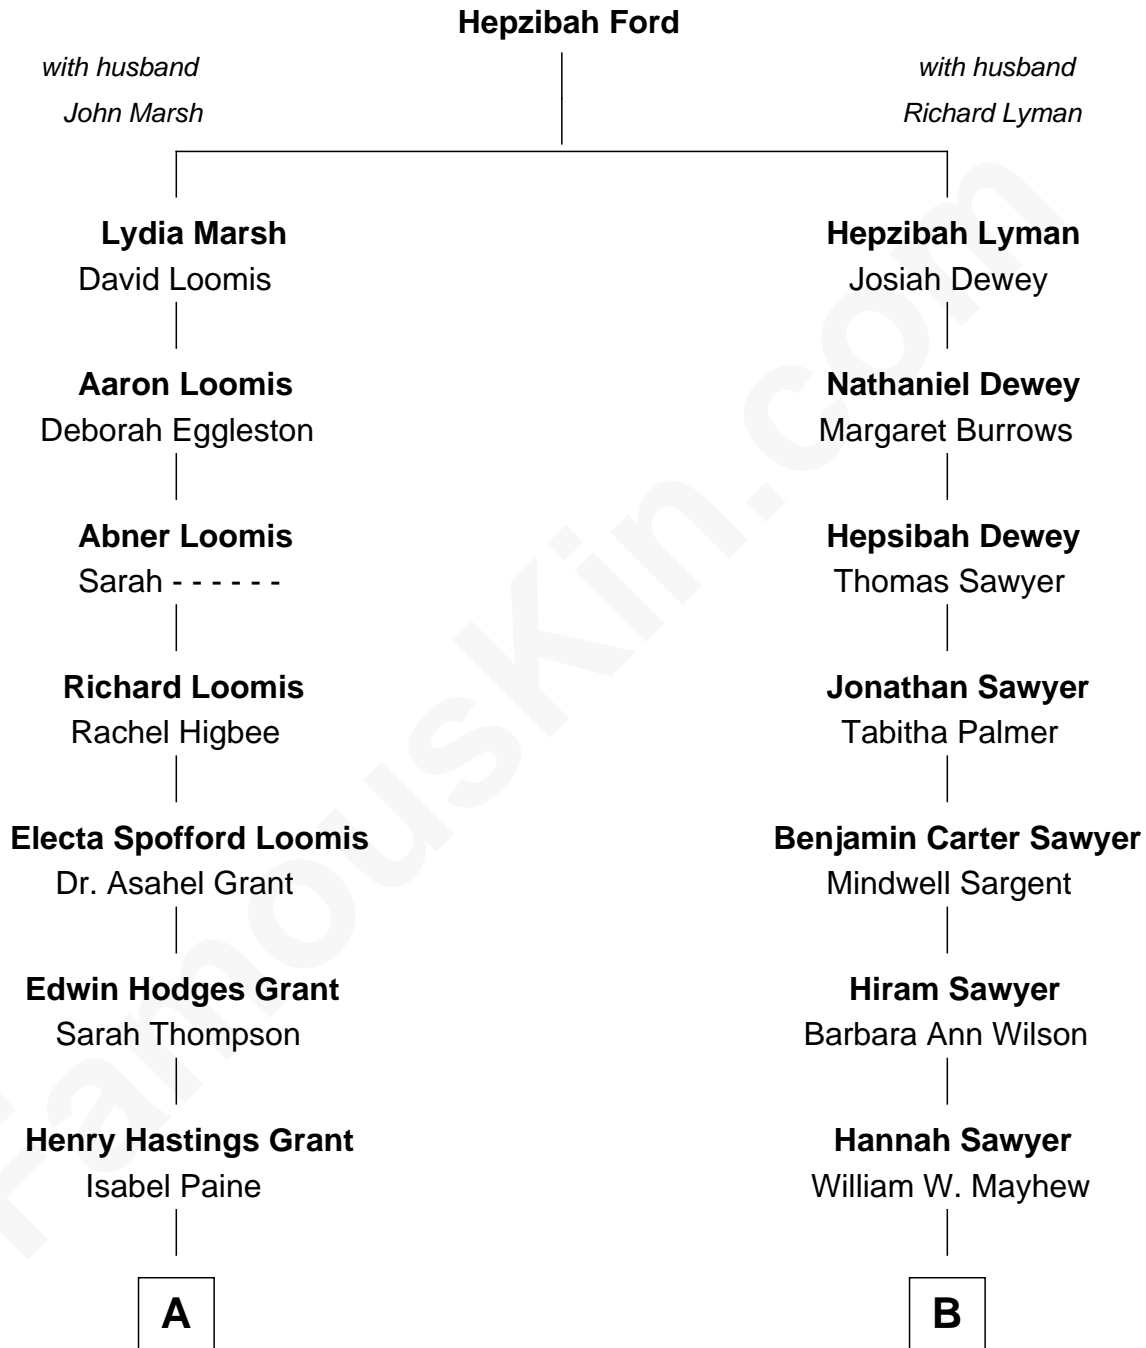 Hepzibah Ford
with husband
John Marsh
with husband
Richard Lyman
Lydia Marsh
David Loomis
Hepzibah Lyman
Josiah Dewey
Aaron Loomis
Deborah Eggleston
Nathaniel Dewey
Margaret Burrows
Abner Loomis
Sarah - - - - - -
Hepsibah Dewey
Thomas Sawyer
Richard Loomis
Rachel Higbee
Jonathan Sawyer
Tabitha Palmer
Electa Spofford Loomis
Dr. Asahel Grant
Benjamin Carter Sawyer
Mindwell Sargent
Edwin Hodges Grant
Sarah Thompson
Hiram Sawyer
Barbara Ann Wilson
Henry Hastings Grant
Isabel Paine
Hannah Sawyer
William W. Mayhew
A
B
FamousKin.com